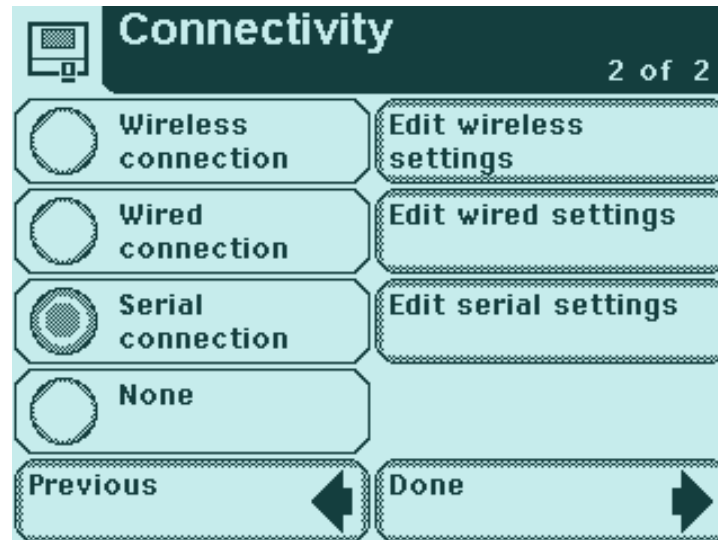 Connectivity
2 of 2
Wireless
connection
Edit wireless
settings
Wired
connection
Edit wired settings
Serial
connection
Edit serial settings
None
Previous
Done